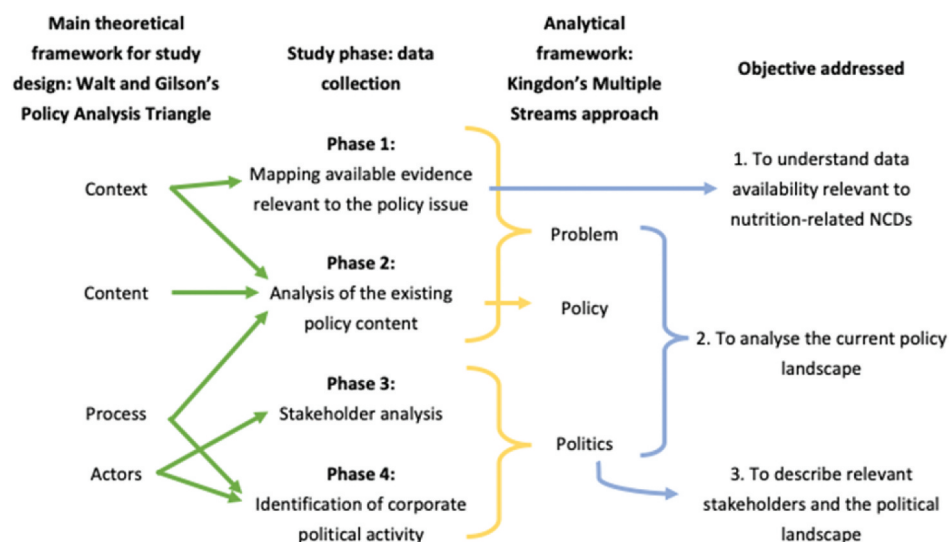 Main theoretical
framework for study
design: Walt and Gilson's
Policy Analysis Triangle
Study phase: data
collection
Analytical
framework:
Kingdon's Multiple
Streams approach
Objective addressed
Context
Content
Process
Actors
Phase 1:
Mapping available evidence
relevant to the policy issue
Phase 2:
Analysis of the existing
policy content
Phase 3:
Stakeholder analysis
Phase 4:
Identification of corporate
political activity
Problem
Policy
Politics
1. To understand data
availability relevant to
nutrition-related NCDs
2. To analyse the current policy
landscape
3. To describe relevant
stakeholders and the political
landscape